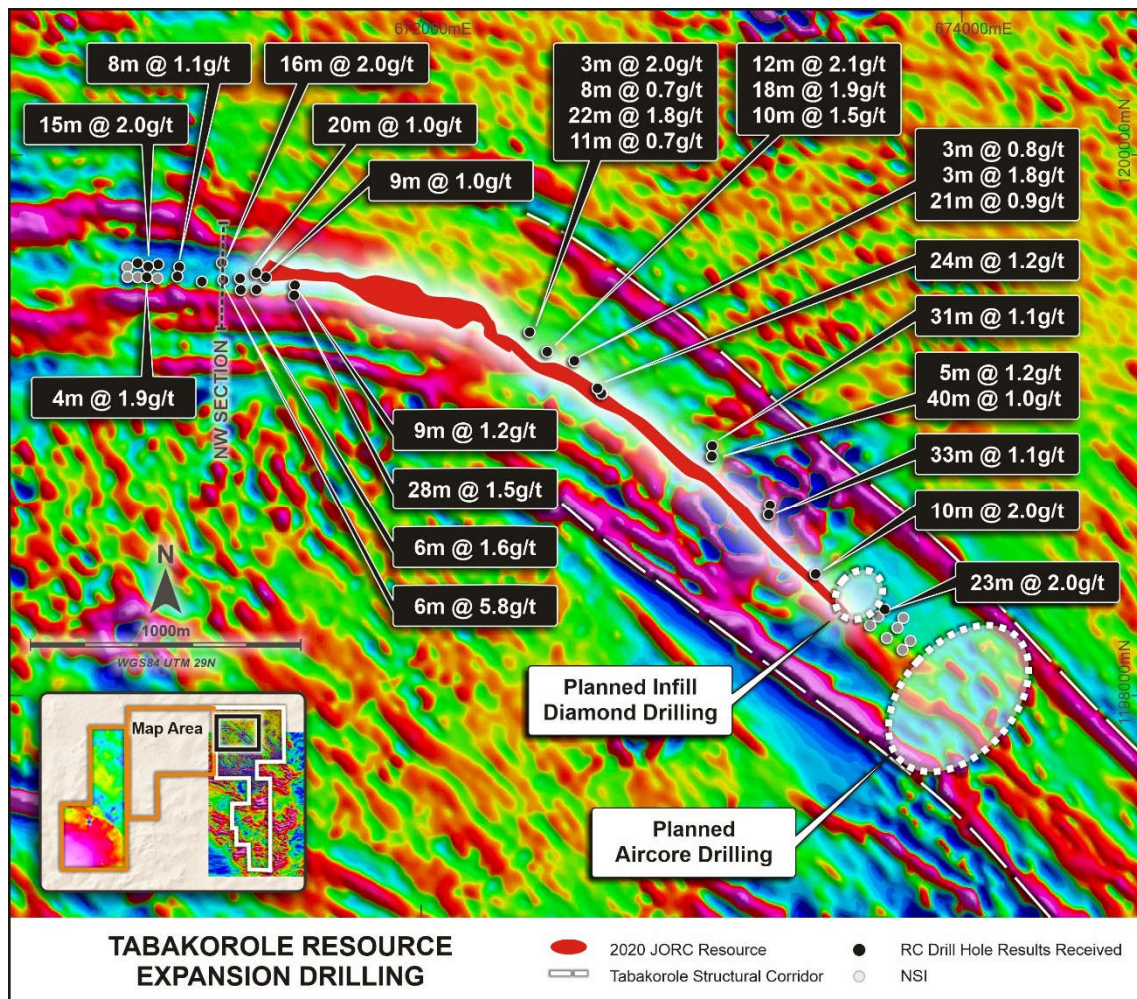 672000mE
674000mE
1200000mN
1198000mN
8m @ 1.1g/t
16m @ 2.0g/t
15m @ 2.0g/t
20m @ 1.0g/t
9m @ 1.0g/t
3m @ 2.0g/t
8m @ 0.7g/t
22m @ 1.8g/t
11m @ 0.7g/t
12m @ 2.1g/t
18m @ 1.9g/t
10m @ 1.5g/t
3m @ 0.8g/t
3m @ 1.8g/t
21m @ 0.9g/t
24m @ 1.2g/t
31m @ 1.1g/t
5m @ 1.2g/t
40m @ 1.0g/t
33m @ 1.1g/t
10m @ 2.0g/t
23m @ 2.0g/t
NW SECTION
4m @ 1.9g/t
9m @ 1.2g/t
28m @ 1.5g/t
6m @ 1.6g/t
6m @ 5.8g/t
N
1000m
WGS84 UTM 29N
Planned Infill
Diamond Drilling
Planned
Aircore Drilling
Map Area
TABAKOROLE RESOURCE
EXPANSION DRILLING
2020 JORC Resource
Tabakorole Structural Corridor
RC Drill Hole Results Received
NSI